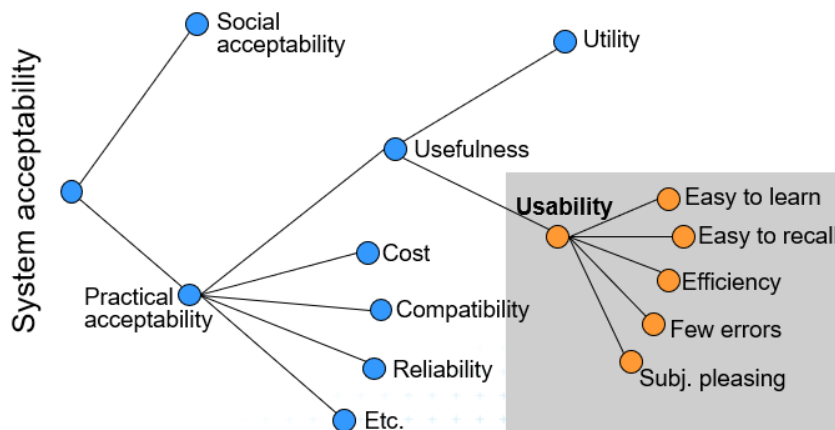 System acceptability
Social
acceptability
Utility
Usefulness
Usability
Easy to learn
Easy to recall
Efficiency
Few errors
Subj. pleasing
Practical
acceptability
Cost
Compatibility
Reliability
Etc.